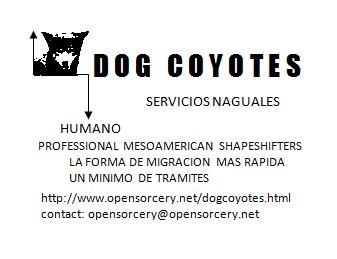 DOG COYOTES
SERVICIOS NAGUALES
HUMANO
PROFESSIONAL MESOAMERICAN SHAPESHIFTERS
LA FORMA DE MIGRACION MAS RAPIDA
UN MINIMO DE TRAMITES
http://www.opensorcery.net/dogcoyotes.html
contact: opensorcery@opensorcery.net